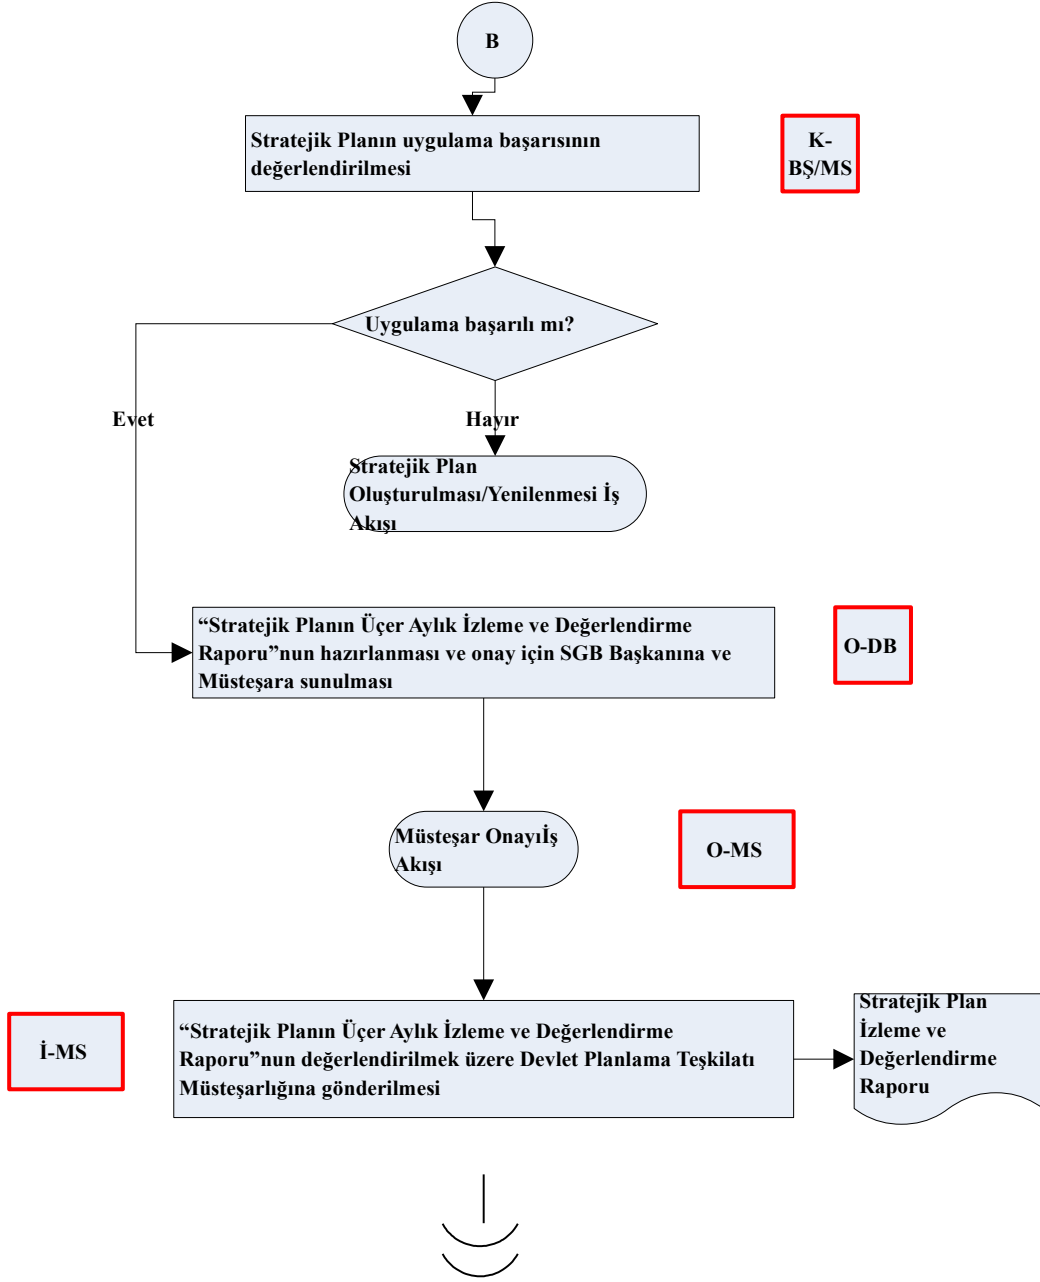 B
Stratejik Planın uygulama başarısının
değerlendirilmesi
K-
BŞ/MS
Uygulama başarılı mı?
Evet
Hayır
Stratejik Plan
Oluşturulması/Yenilenmesi İş
Akışı
“Stratejik Planın Üçer Aylık İzleme ve Değerlendirme
Raporu”nun hazırlanması ve onay için SGB Başkanına ve
Müsteşara sunulması
O-DB
Müsteşar Onayıİş
Akışı
O-MS
İ-MS
“Stratejik Planın Üçer Aylık İzleme ve Değerlendirme
Raporu”nun değerlendirilmek üzere Devlet Planlama Teşkilatı
Müsteşarlığına gönderilmesi
Stratejik Plan
İzleme ve
Değerlendirme
Raporu